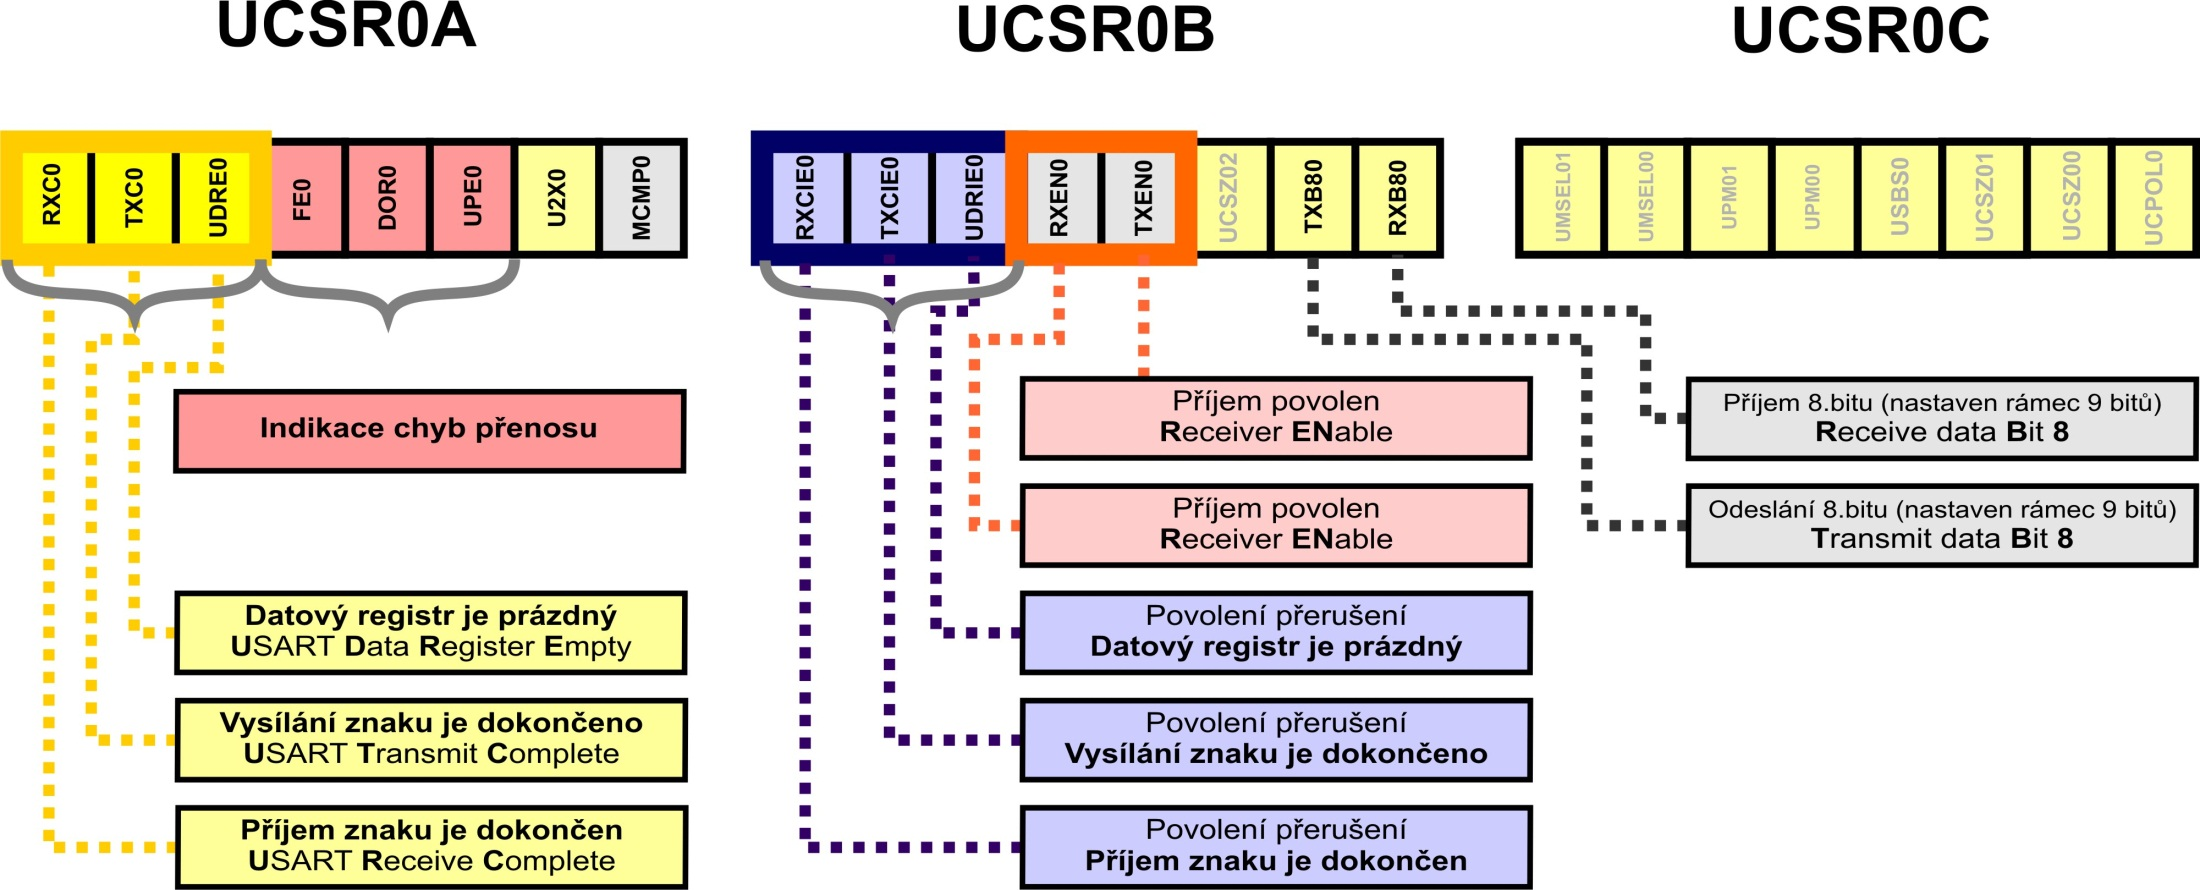 UCSR0A
UCSR0B
UCSR0C
RXC0
TXC0
UDRE0
FE0
DOR0
UPE0
U2X0
MCMP0
RXCIE0
TXCIE0
UDRIE0
RXEN0
TXEN0
UCSZ02
TXB80
RXB80
UMSEL01
UMSEL00
UPM01
UPM00
USBS0
UCSZ01
UCSZ00
UCPOL0
Indikace chyb přenosu
Datový registr je prázdný
USART Data Register Empty
Vysílání znaku je dokončeno
USART Transmit Complete
Příjem znaku je dokončen
USART Receive Complete
Příjem povolen
Receiver ENable
Příjem povolen
Receiver ENable
Povolení přerušení
Datový registr je prázdný
Povolení přerušení
Vysílání znaku je dokončeno
Povolení přerušení
Příjem znaku je dokončen
Příjem 8.bitu (nastaven rámec 9 bitů)
Receive data Bit 8
Odeslání 8.bitu (nastaven rámec 9 bitů)
Transmit data Bit 8